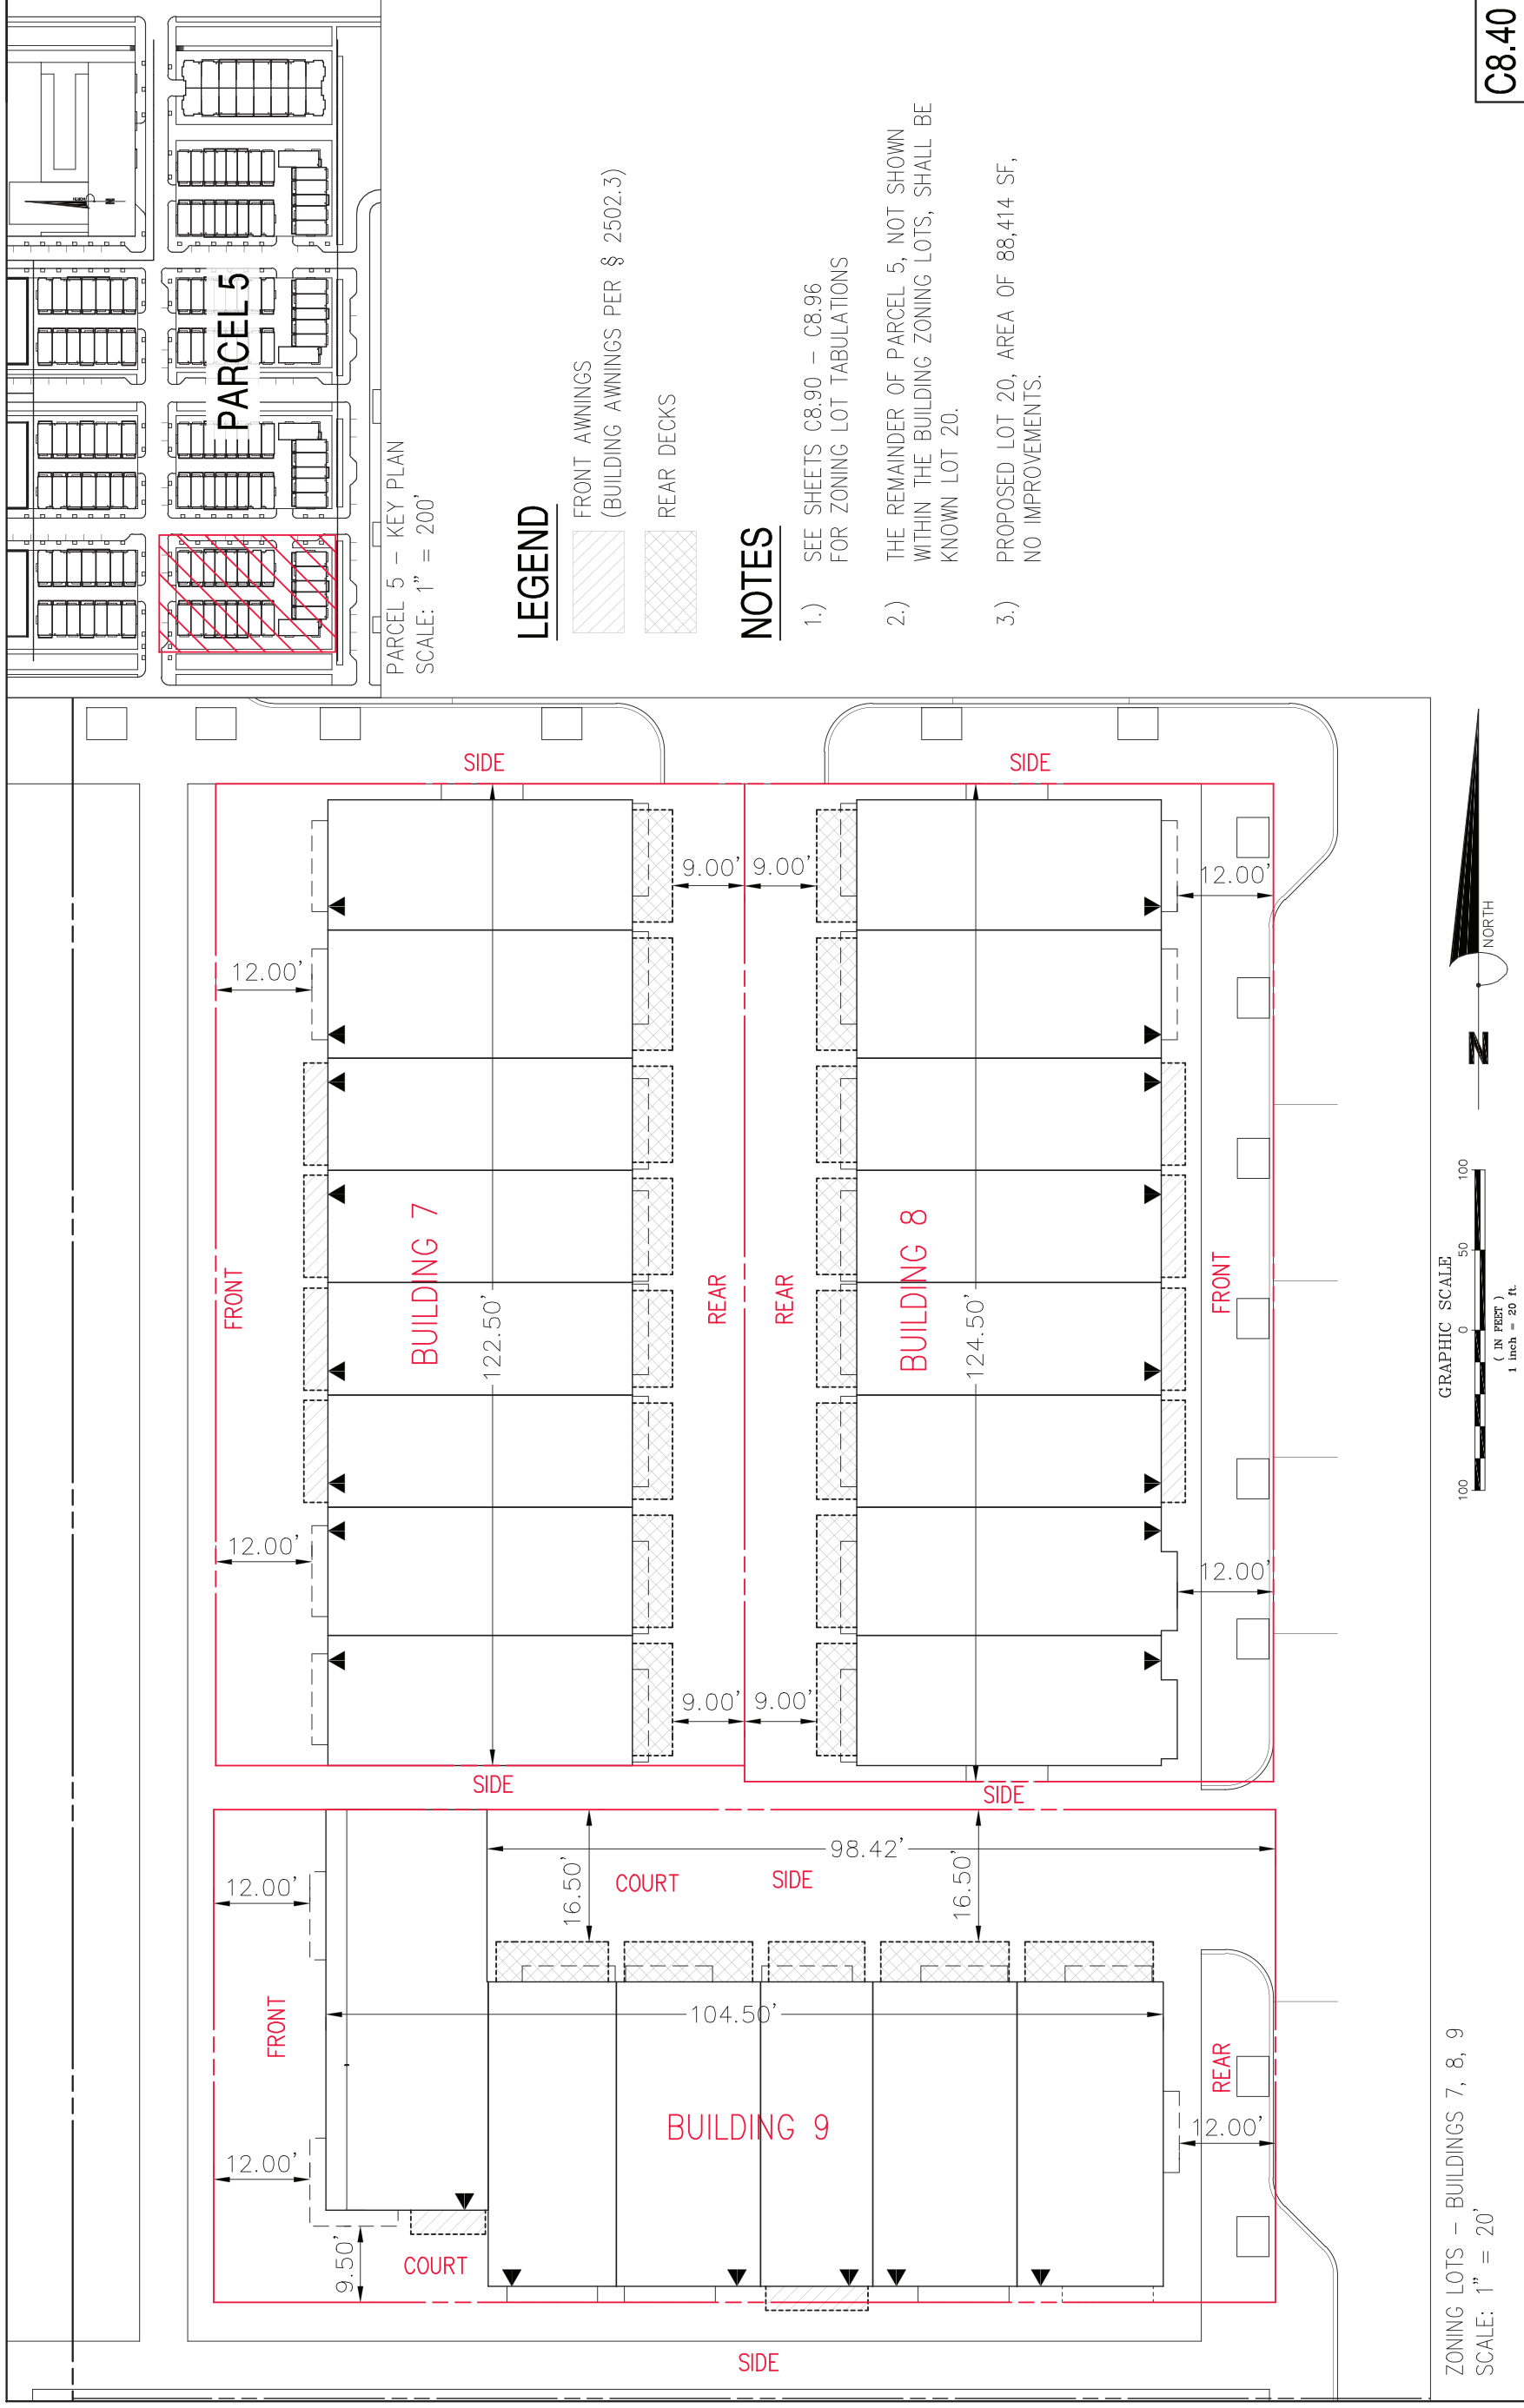 C8.40
PARCEL 5
PARCEL 5 – KEY PLAN
SCALE: 1" = 200'
LEGEND
FRONT AWNINGS
(BUILDING AWNINGS PER § 2502.3)
REAR DECKS
NOTES
1.) SEE SHEETS C8.90 – C8.96
FOR ZONING LOT TABULATIONS
2.) THE REMAINDER OF PARCEL 5, NOT SHOWN
WITHIN THE BUILDING ZONING LOTS, SHALL BE
KNOWN LOT 20.
3.) PROPOSED LOT 20, AREA OF 88,414 SF,
NO IMPROVEMENTS.
SIDE
SIDE
9.00'
9.00'
12.00'
12.00'
FRONT
BUILDING 7
122.50'
REAR
REAR
BUILDING 8
124.50'
FRONT
12.00'
12.00'
9.00'
9.00'
SIDE
SIDE
98.42'
12.00'
16.50'
COURT
SIDE
16.50'
FRONT
104.50'
REAR
BUILDING 9
12.00'
12.00'
9.50'
COURT
SIDE
NORTH
N
GRAPHIC SCALE
100
0
50
100
( IN FEET )
1 inch = 20 ft.
ZONING LOTS – BUILDINGS 7, 8, 9
SCALE: 1" = 20'